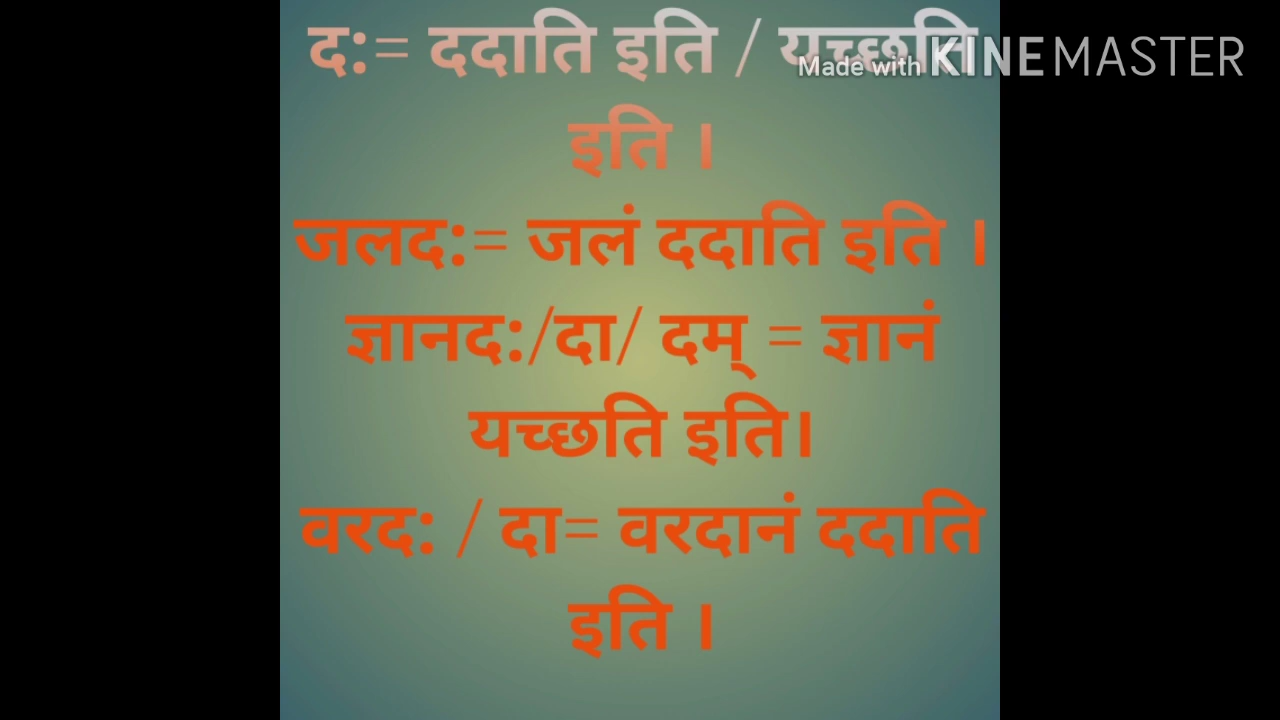 द:= ददाति इति / यच्छति
Made with KINEMASTER
इति ।
जलद:= जलं ददाति इति ।
ज्ञानद:/दा/ दम् = ज्ञानं
यच्छति इति।
वरद: / दा= वरदानं ददाति
इति ।